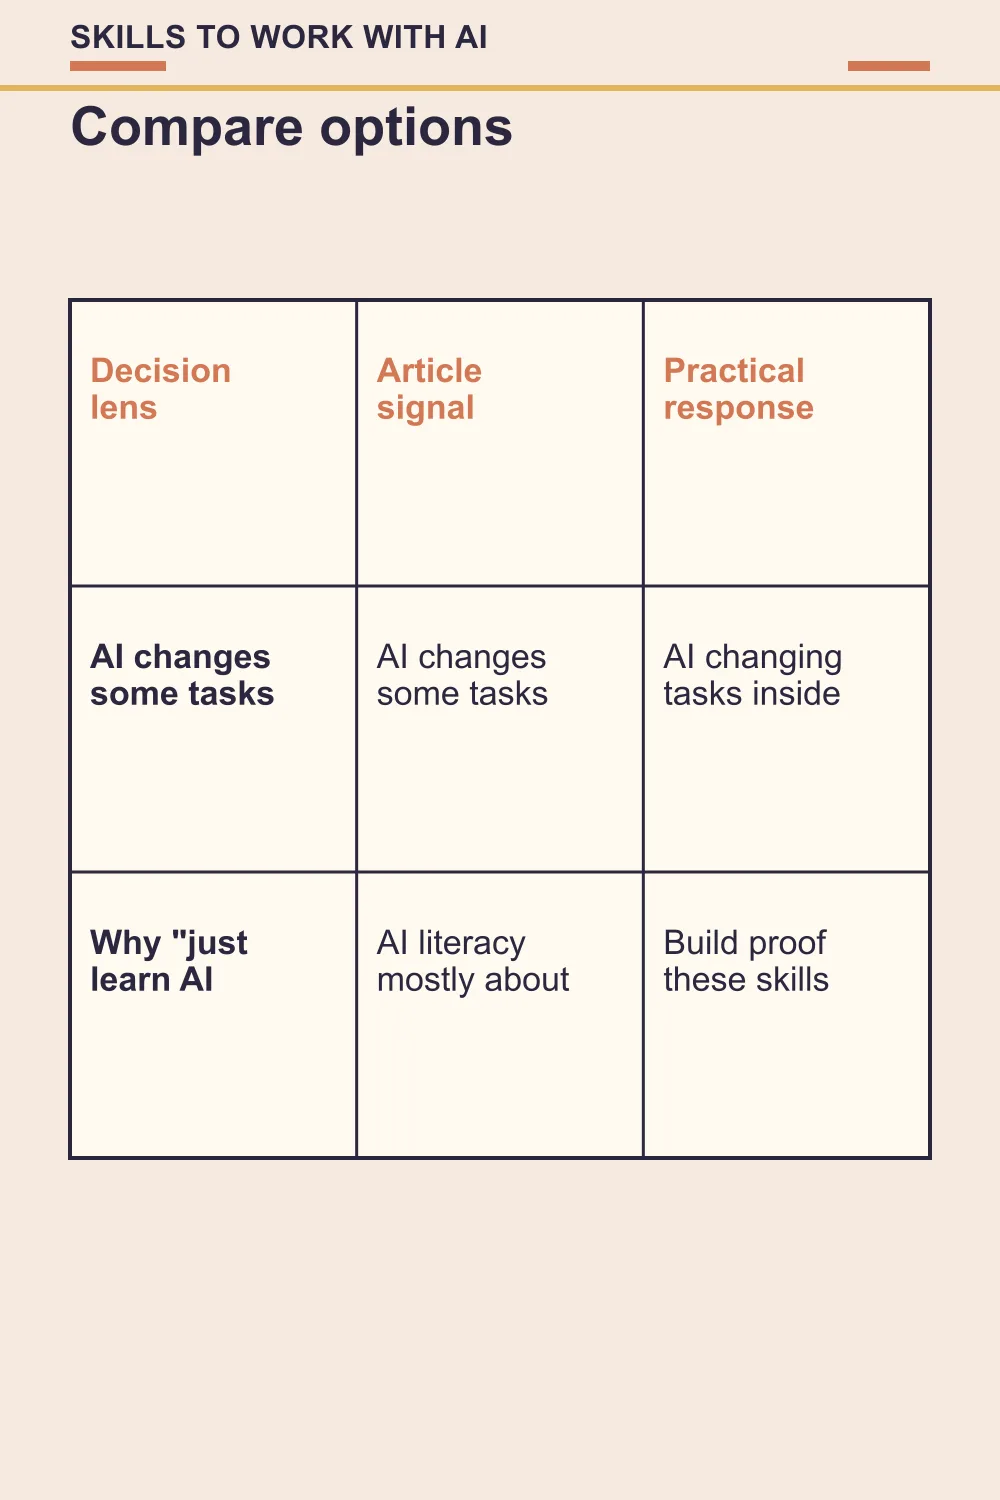 SKILLS TO WORK WITH AI
Compare options
Decision
lens
Article
signal
Practical
response
AI changes
some tasks
AI changes
some tasks
AI changing
tasks inside
Why "just
learn AI
AI literacy
mostly about
Build proof
these skills